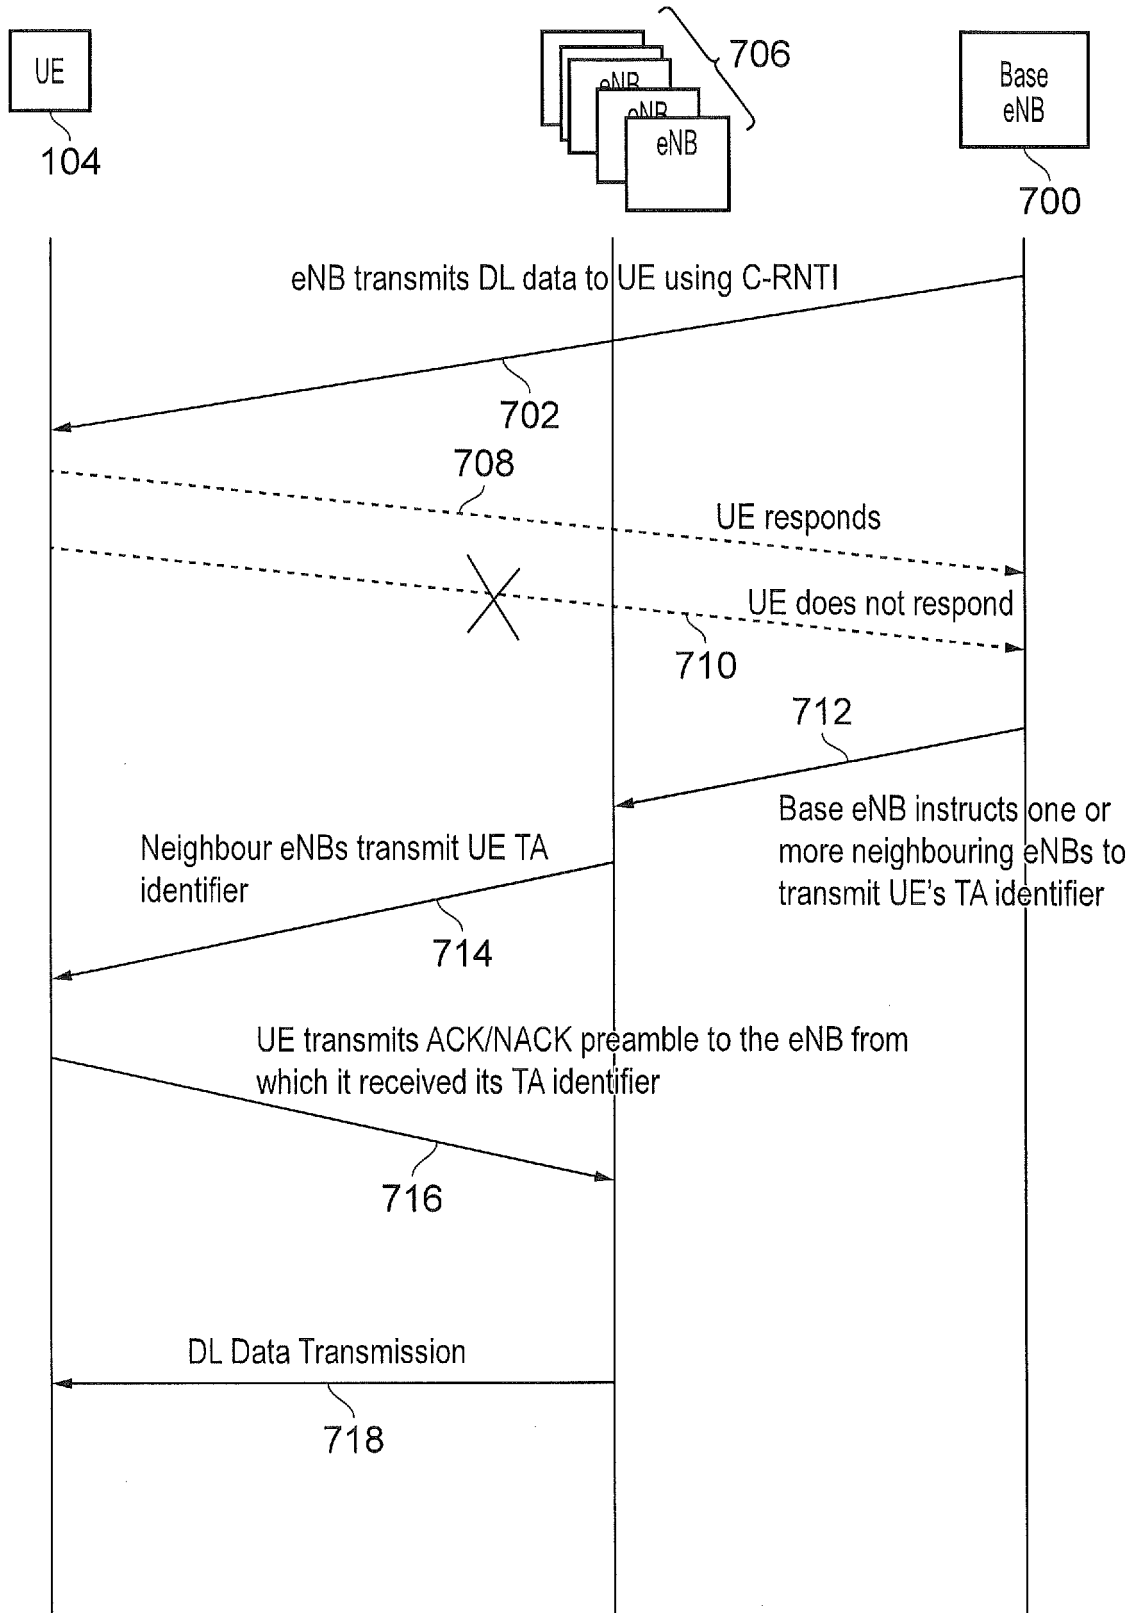 UE
104
eNB
eNB
eNB
706
Base
eNB
700
eNB transmits DL data to UE using C-RNTI
702
708
UE responds
UE does not respond
710
712
Base eNB instructs one or
more neighbouring eNBs to
transmit UE's TA identifier
Neighbour eNBs transmit UE TA
identifier
714
UE transmits ACK/NACK preamble to the eNB from
which it received its TA identifier
716
DL Data Transmission
718